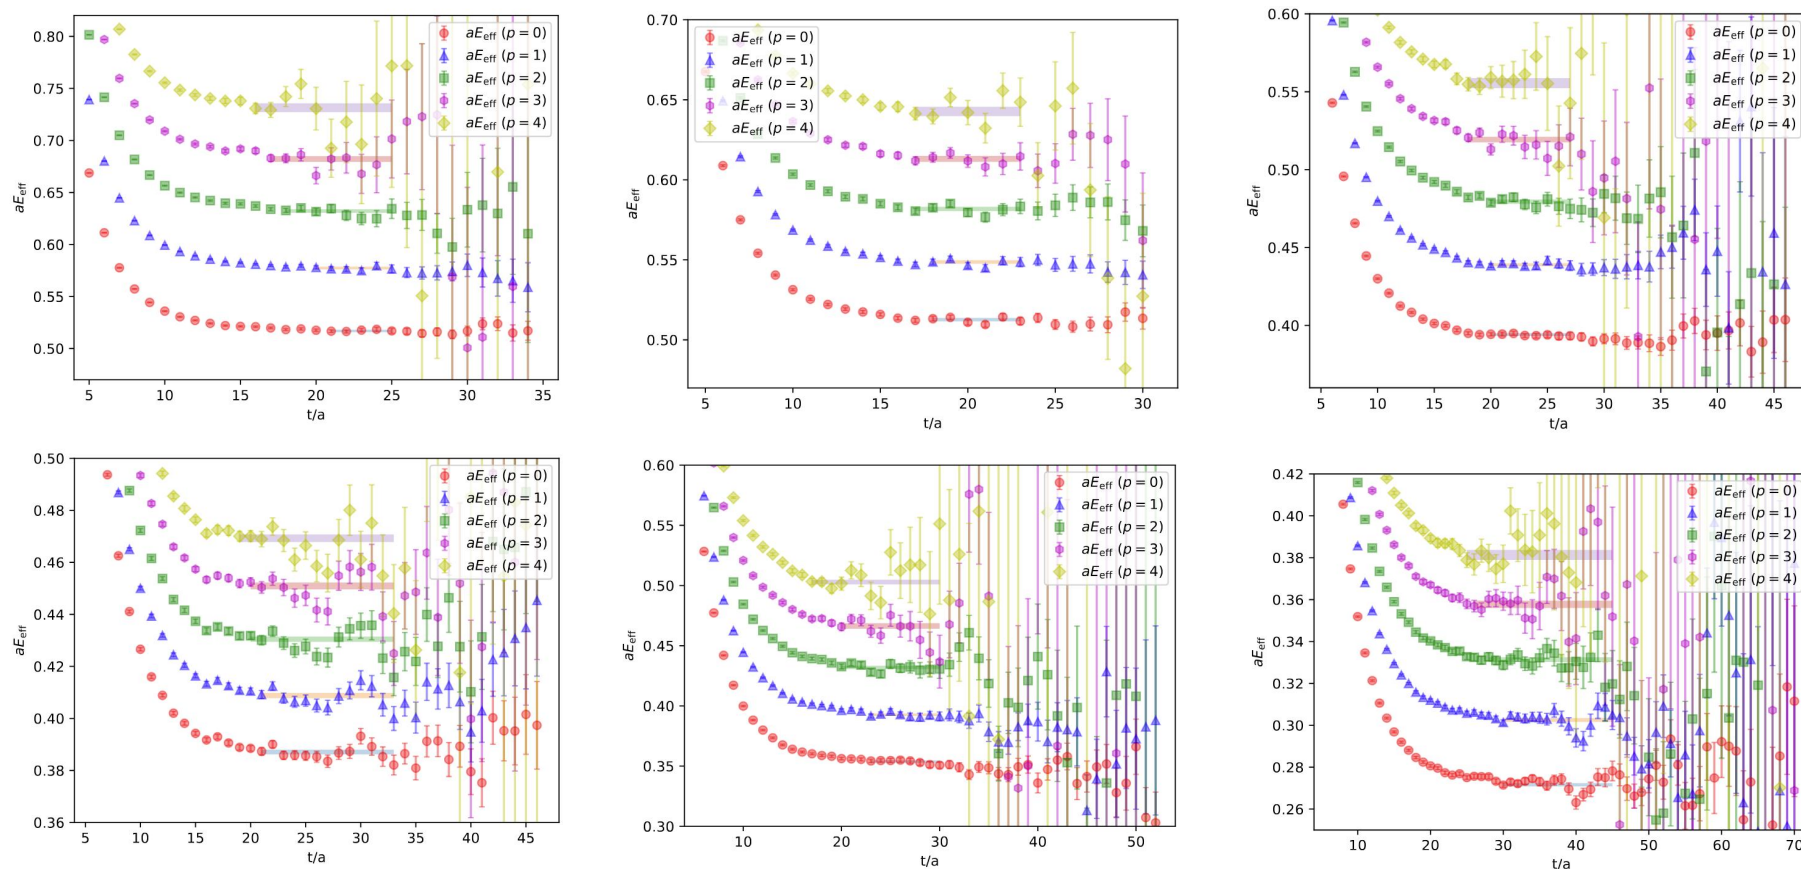 0.80
0.75
0.70
0.65
0.60
0.55
0.50
aE_eff
5 10 15 20 25 30 35
t/a
aE_eff (p = 0)
aE_eff (p = 1)
aE_eff (p = 2)
aE_eff (p = 3)
aE_eff (p = 4)
0.70
0.65
0.60
0.55
0.50
aE_eff
5 10 15 20 25 30
t/a
aE_eff (p = 0)
aE_eff (p = 1)
aE_eff (p = 2)
aE_eff (p = 3)
aE_eff (p = 4)
0.60
0.55
0.50
0.45
0.40
aE_eff
5 10 15 20 25 30 35 40 45
t/a
aE_eff (p = 0)
aE_eff (p = 1)
aE_eff (p = 2)
aE_eff (p = 3)
aE_eff (p = 4)
0.50
0.48
0.46
0.44
0.42
0.40
0.38
0.36
aE_eff
5 10 15 20 25 30 35 40 45
t/a
aE_eff (p = 0)
aE_eff (p = 1)
aE_eff (p = 2)
aE_eff (p = 3)
aE_eff (p = 4)
0.60
0.55
0.50
0.45
0.40
0.35
0.30
aE_eff
10 20 30 40 50
t/a
aE_eff (p = 0)
aE_eff (p = 1)
aE_eff (p = 2)
aE_eff (p = 3)
aE_eff (p = 4)
0.42
0.40
0.38
0.36
0.34
0.32
0.30
0.28
0.26
aE_eff
10 20 30 40 50 60 70
t/a
aE_eff (p = 0)
aE_eff (p = 1)
aE_eff (p = 2)
aE_eff (p = 3)
aE_eff (p = 4)